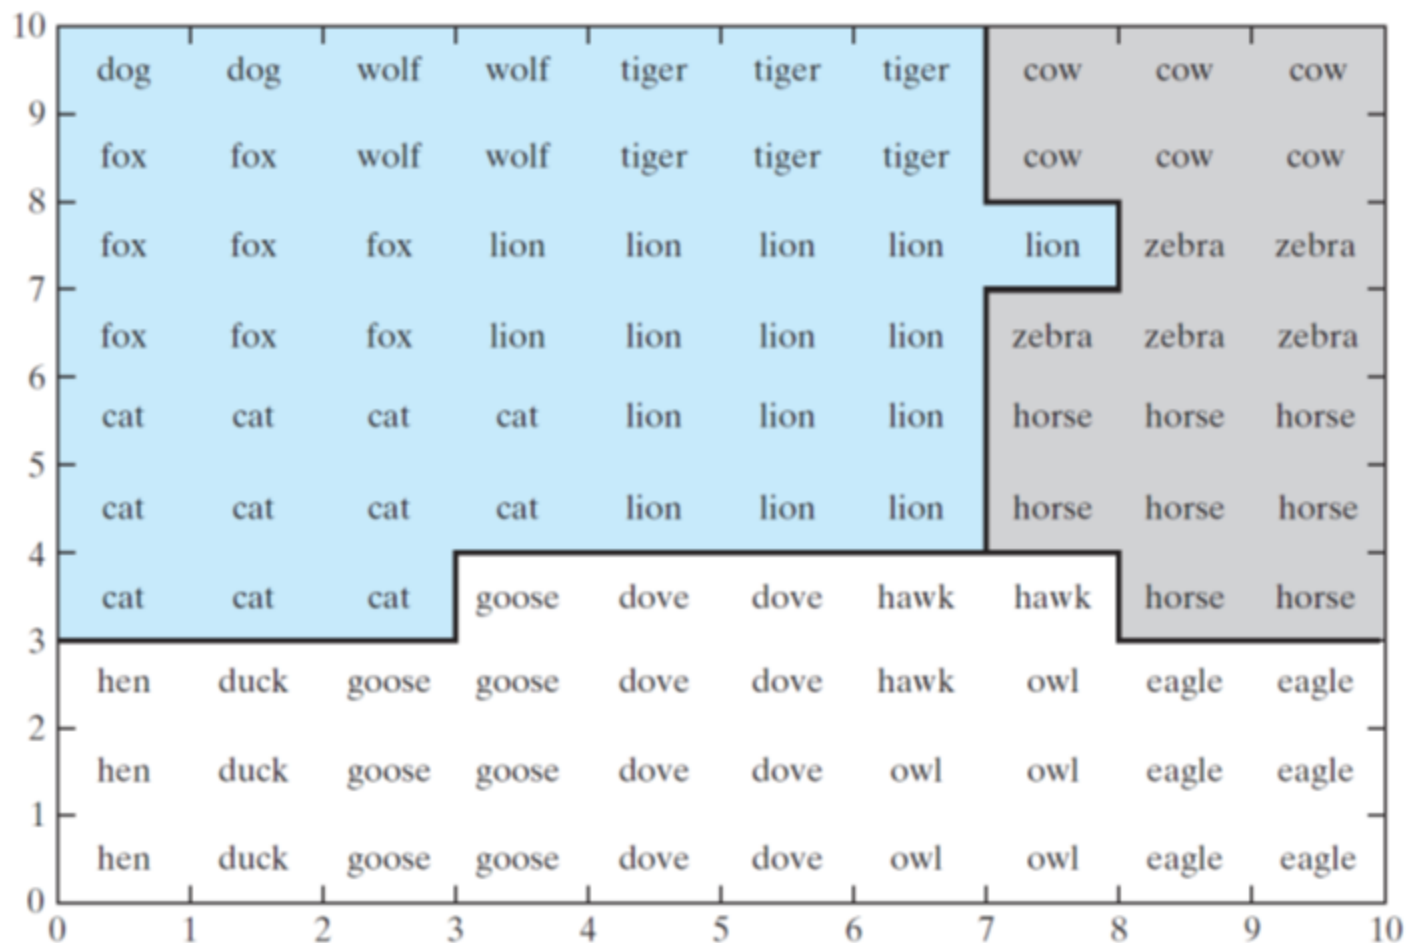 10
dog dog wolf wolf tiger tiger tiger cow cow cow
9
fox fox wolf wolf tiger tiger tiger cow cow cow
8
fox fox fox lion lion lion lion lion zebra zebra
7
fox fox fox lion lion lion lion zebra zebra zebra
6
cat cat cat cat lion lion lion horse horse horse
5
cat cat cat cat lion lion lion horse horse horse
4
cat cat cat goose dove dove hawk hawk horse horse
3
hen duck goose goose dove dove hawk owl eagle eagle
2
hen duck goose goose dove dove owl owl eagle eagle
1
hen duck goose goose dove dove owl owl eagle eagle
0
0 1 2 3 4 5 6 7 8 9 10